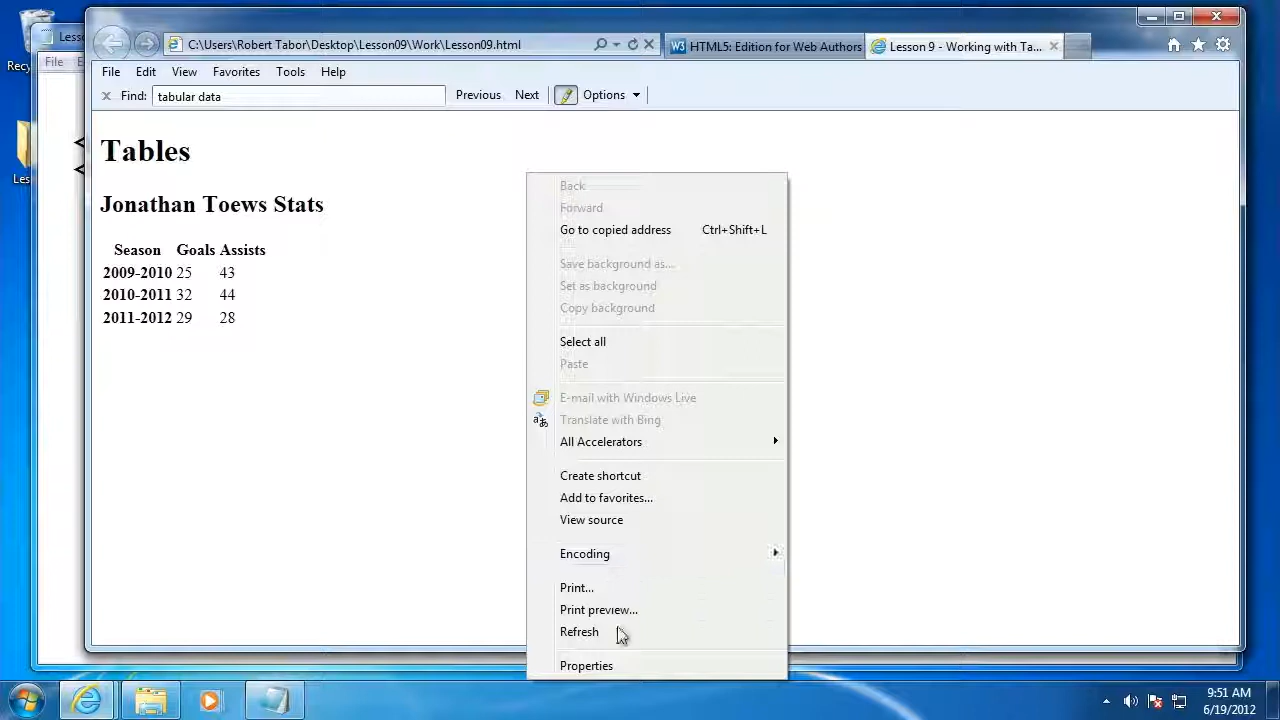 Recy
Less
File
E
Les
C:\Users\Robert Tabor\Desktop\Lesson09\Work\Lesson09.html
W3 HTML5: Edition for Web Authors
Lesson 9 - Working with Ta...
File Edit View Favorites Tools Help
Find: tabular data Previous Next Options
Tables
Jonathan Toews Stats
Season Goals Assists
2009-2010 25 43
2010-2011 32 44
2011-2012 29 28
Back
Forward
Go to copied address Ctrl+Shift+L
Save background as...
Set as background
Copy background
Select all
Paste
E-mail with Windows Live
Translate with Bing
All Accelerators
Create shortcut
Add to favorites...
View source
Encoding
Print...
Print preview...
Refresh
Properties
9:51 AM
6/19/2012